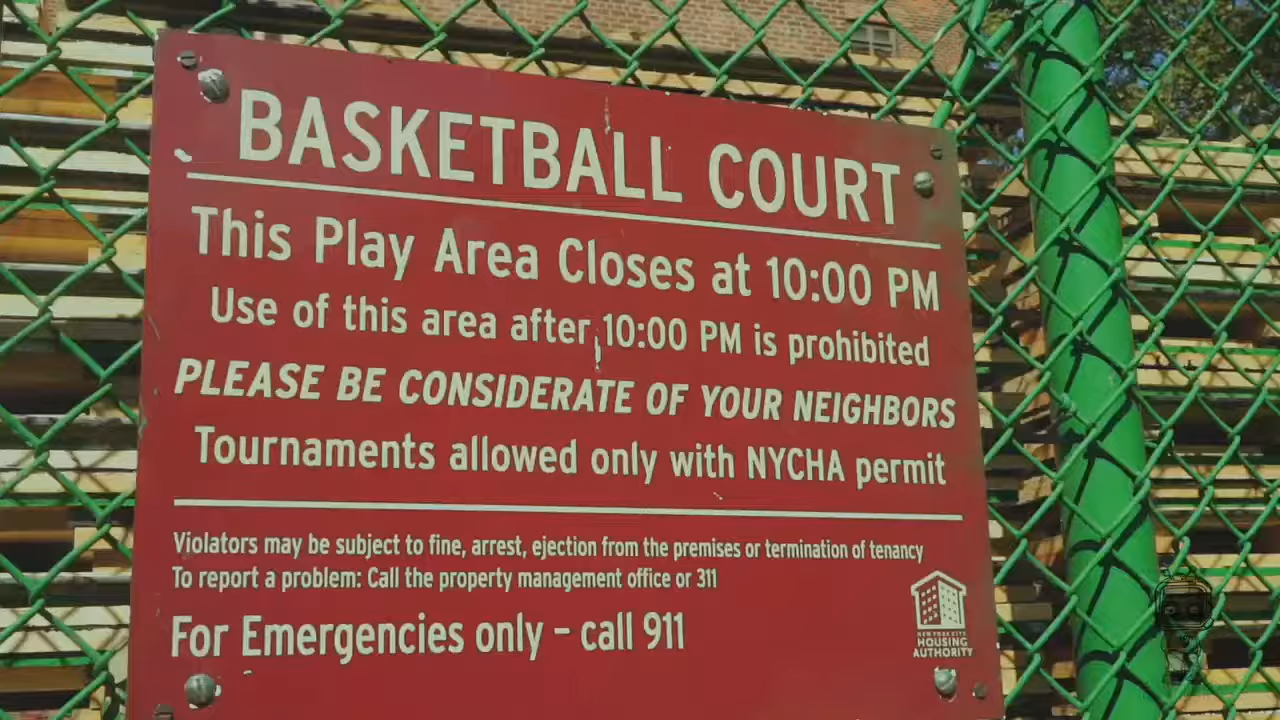 BASKETBALL COURT
This Play Area Closes at 10:00 PM
Use of this area after 10:00 PM is prohibited
PLEASE BE CONSIDERATE OF YOUR NEIGHBORS
Tournaments allowed only with NYCHA permit
Violators may be subject to fine, arrest, ejection from the premises or termination of tenancy
To report a problem: Call the property management office or 311
For Emergencies only – call 911
NEW YORK CITY
HOUSING
AUTHORITY